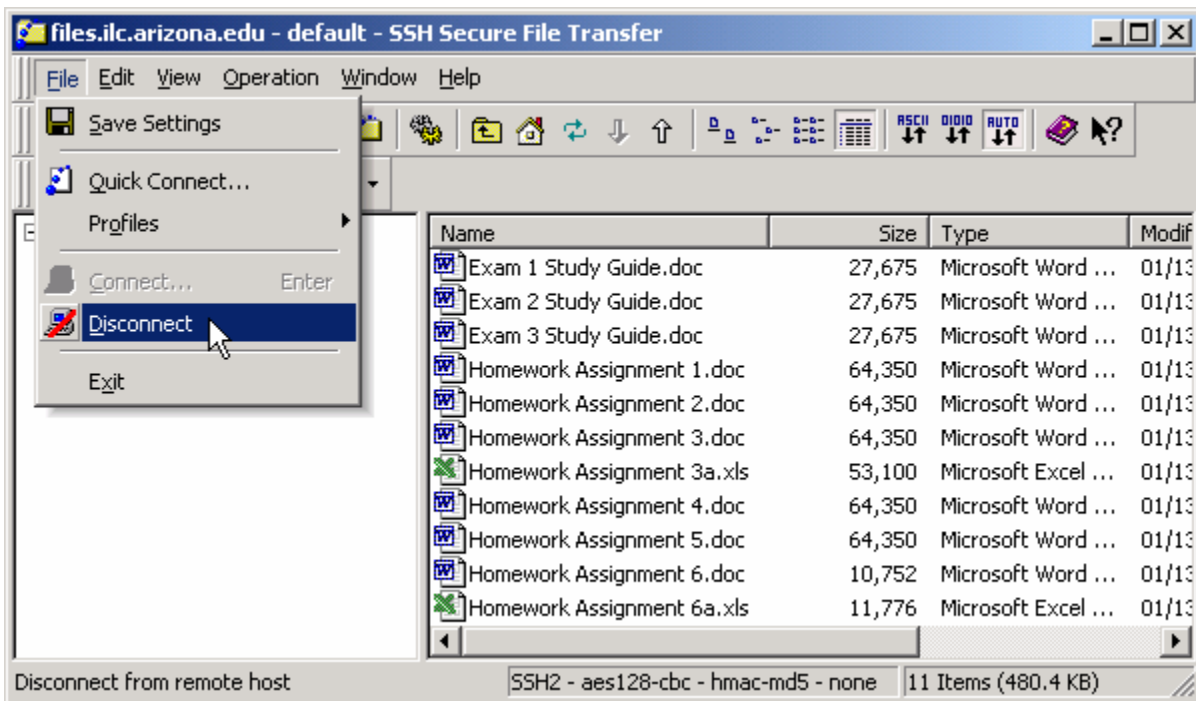 files.ilc.arizona.edu - default - SSH Secure File Transfer
File Edit View Operation Window Help
Save Settings
ASCII 01010 AUTO
Quick Connect...
Profiles
Connect... Enter
Disconnect
Exit
Name Size Type Modif
Exam 1 Study Guide.doc 27,675 Microsoft Word ... 01/13
Exam 2 Study Guide.doc 27,675 Microsoft Word ... 01/13
Exam 3 Study Guide.doc 27,675 Microsoft Word ... 01/13
Homework Assignment 1.doc 64,350 Microsoft Word ... 01/13
Homework Assignment 2.doc 64,350 Microsoft Word ... 01/13
Homework Assignment 3.doc 64,350 Microsoft Word ... 01/13
Homework Assignment 3a.xls 53,100 Microsoft Excel ... 01/13
Homework Assignment 4.doc 64,350 Microsoft Word ... 01/13
Homework Assignment 5.doc 64,350 Microsoft Word ... 01/13
Homework Assignment 6.doc 10,752 Microsoft Word ... 01/13
Homework Assignment 6a.xls 11,776 Microsoft Excel ... 01/13
Disconnect from remote host SSH2 - aes128-cbc - hmac-md5 - none 11 Items (480.4 KB)